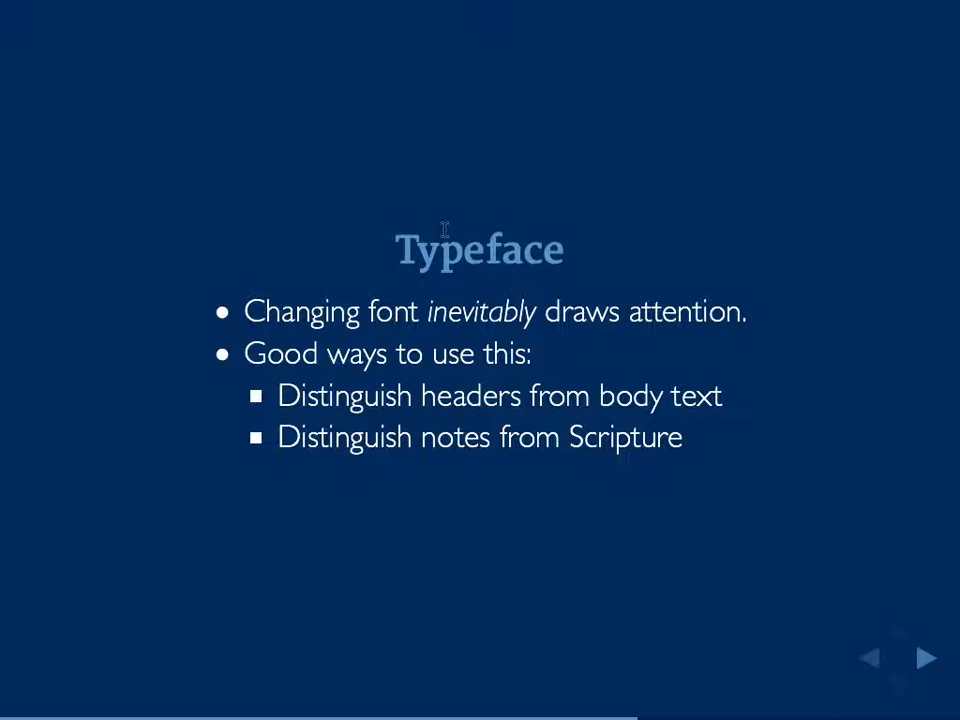 Typeface
• Changing font inevitably draws attention.
• Good ways to use this:
▪ Distinguish headers from body text
▪ Distinguish notes from Scripture